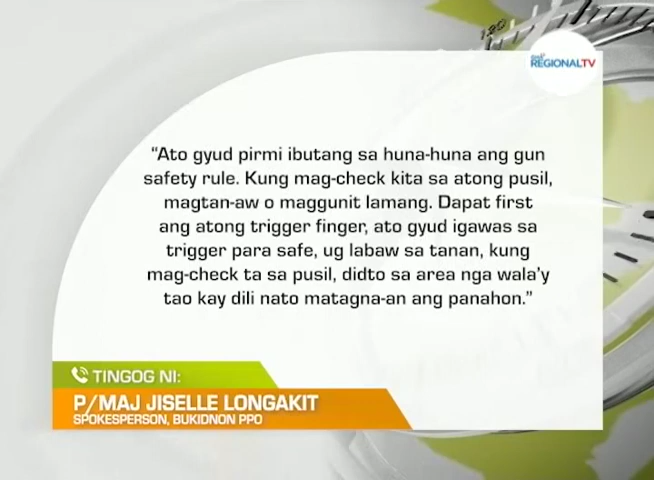 120
GMA
REGIONALTV
“Ato gyud pirmi ibutang sa huna-huna ang gun
safety rule. Kung mag-check kita sa atong pusil,
magtan-aw o maggunit lamang. Dapat first
ang atong trigger finger, ato gyud igawas sa
trigger para safe, ug labaw sa tanan, kung
mag-check ta sa pusil, didto sa area nga wala’y
tao kay dili nato matagna-an ang panahon.”
TINGOG NI:
P/MAJ JISELLE LONGAKIT
SPOKESPERSON, BUKIDNON PPO